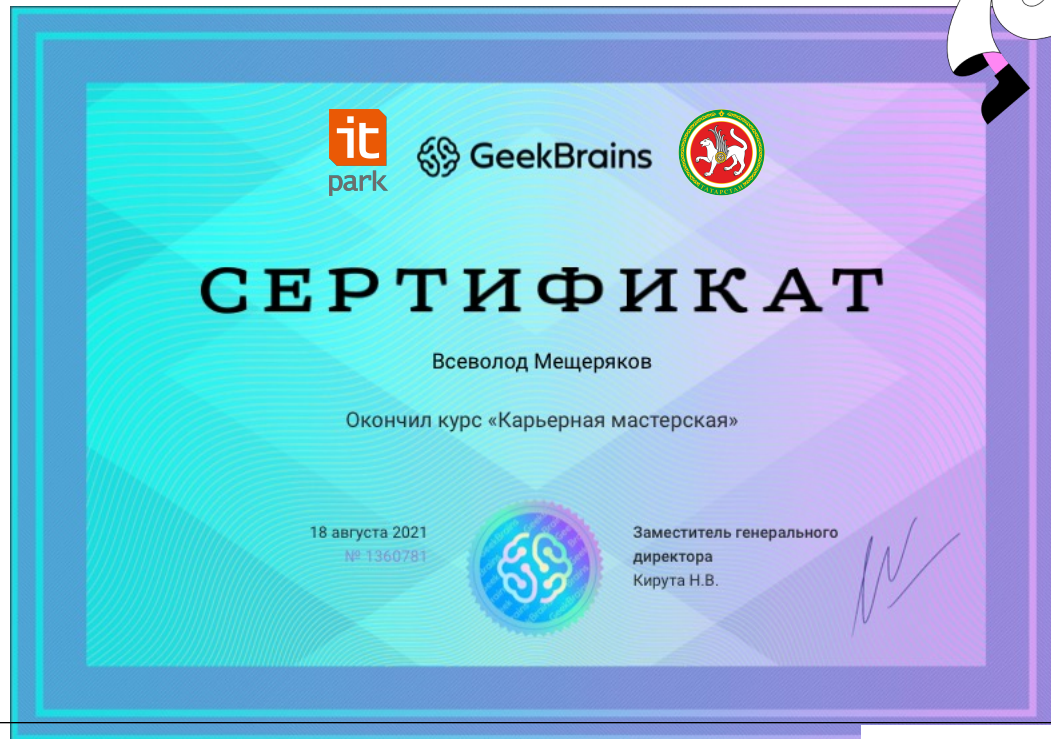 it
park
GeekBrains
ТАТАРСТАН
СЕРТИФИКАТ
Всеволод Мещеряков
Окончил курс «Карьерная мастерская»
18 августа 2021
№ 1360781
Заместитель генерального
директора
Кирута Н.В.